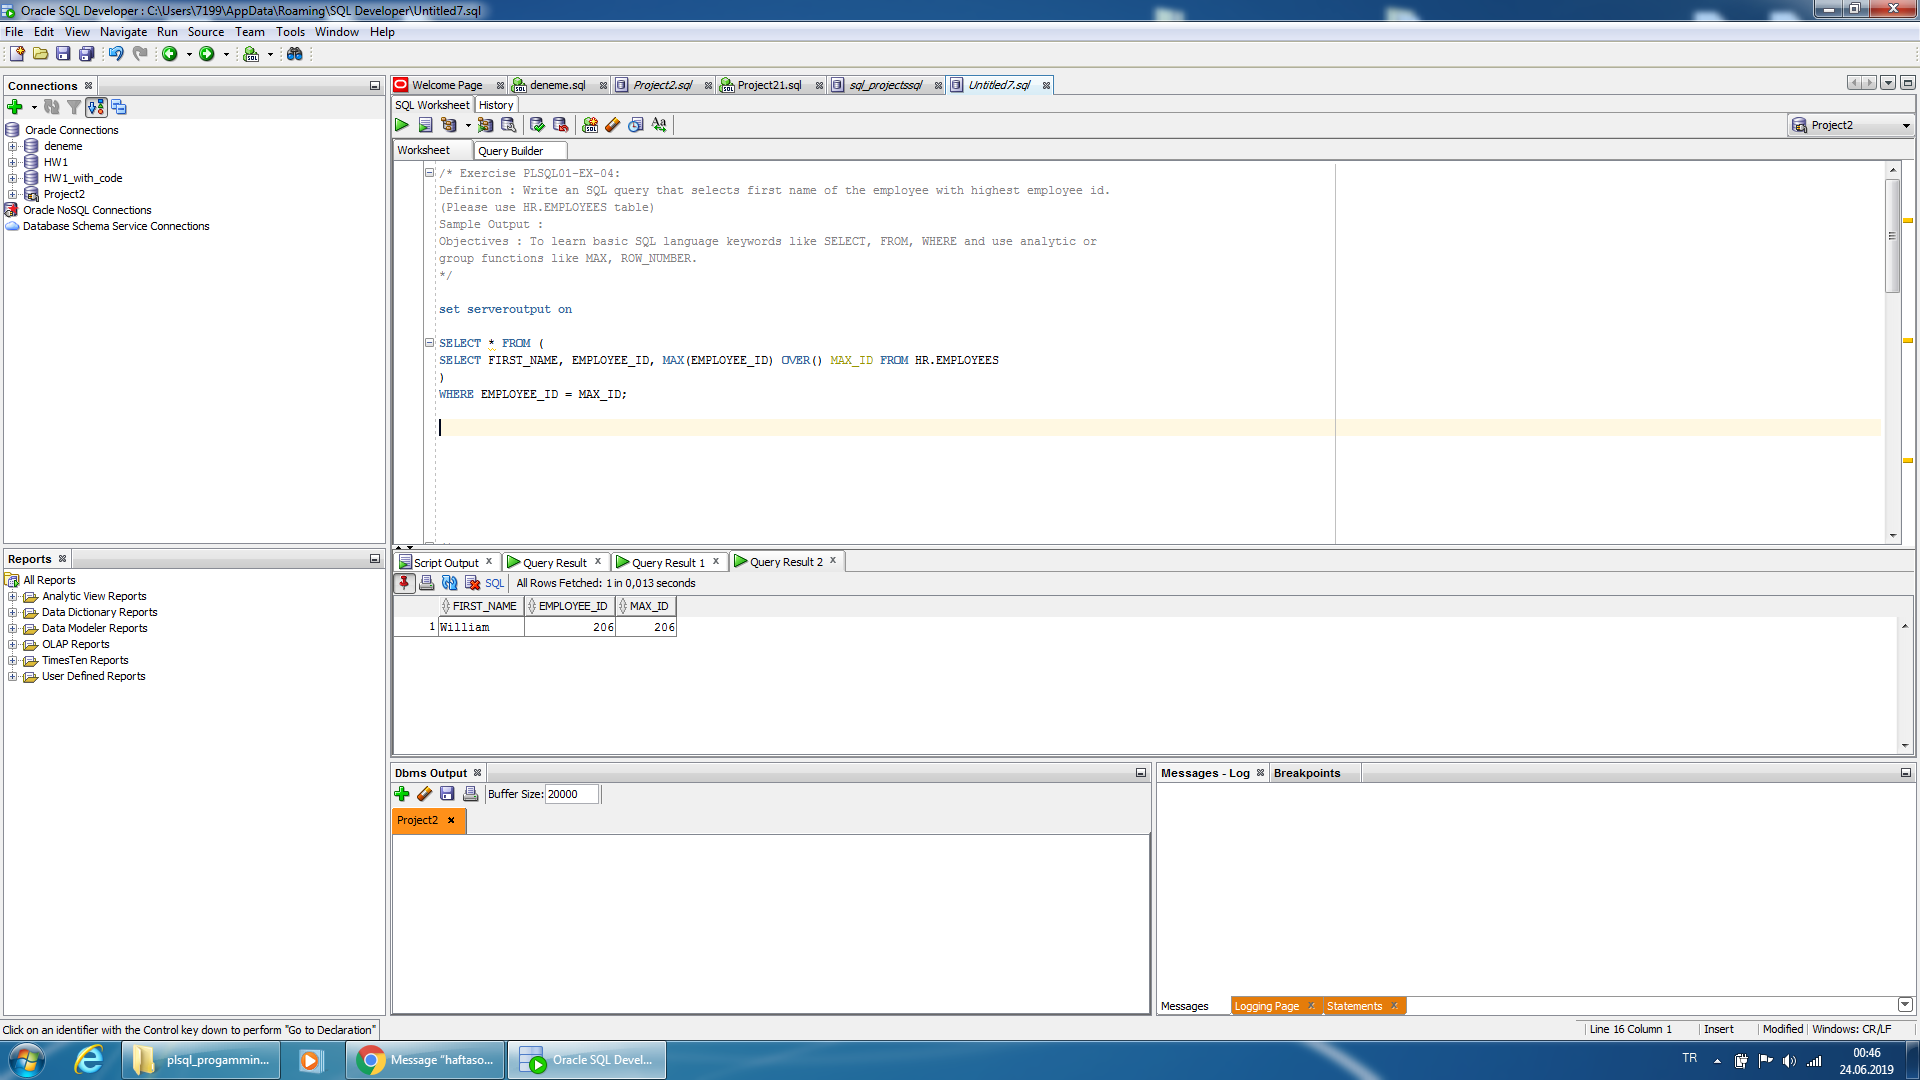 Oracle SQL Developer : C:\Users\7199\AppData\Roaming\SQL Developer\Untitled7.sql
File Edit View Navigate Run Source Team Tools Window Help
Connections
Oracle Connections
deneme
HW1
HW1_with_code
Project2
Oracle NoSQL Connections
Database Schema Service Connections
Reports
All Reports
Analytic View Reports
Data Dictionary Reports
Data Modeler Reports
OLAP Reports
TimesTen Reports
User Defined Reports
Welcome Page deneme.sql Project2.sql Project21.sql sql_projectssql Untitled7.sql
SQL Worksheet History
Project2
Worksheet Query Builder
/* Exercise PLSQL01-EX-04:
Definiton : Write an SQL query that selects first name of the employee with highest employee id.
(Please use HR.EMPLOYEES table)
Sample Output :
Objectives : To learn basic SQL language keywords like SELECT, FROM, WHERE and use analytic or
group functions like MAX, ROW_NUMBER.
*/
set serveroutput on
SELECT * FROM (
SELECT FIRST_NAME, EMPLOYEE_ID, MAX(EMPLOYEE_ID) OVER() MAX_ID FROM HR.EMPLOYEES
)
WHERE EMPLOYEE_ID = MAX_ID;
Script Output Query Result Query Result 1 Query Result 2
SQL All Rows Fetched: 1 in 0,013 seconds
FIRST_NAME EMPLOYEE_ID MAX_ID
1 William 206 206
Dbms Output
Buffer Size: 20000
Project2
Messages - Log Breakpoints
Messages Logging Page Statements
Click on an identifier with the Control key down to perform "Go to Declaration"
Line 16 Column 1 Insert Modified Windows: CR/LF
plsql_progammin... Message "haftaso... Oracle SQL Devel...
TR
00:46
24.06.2019